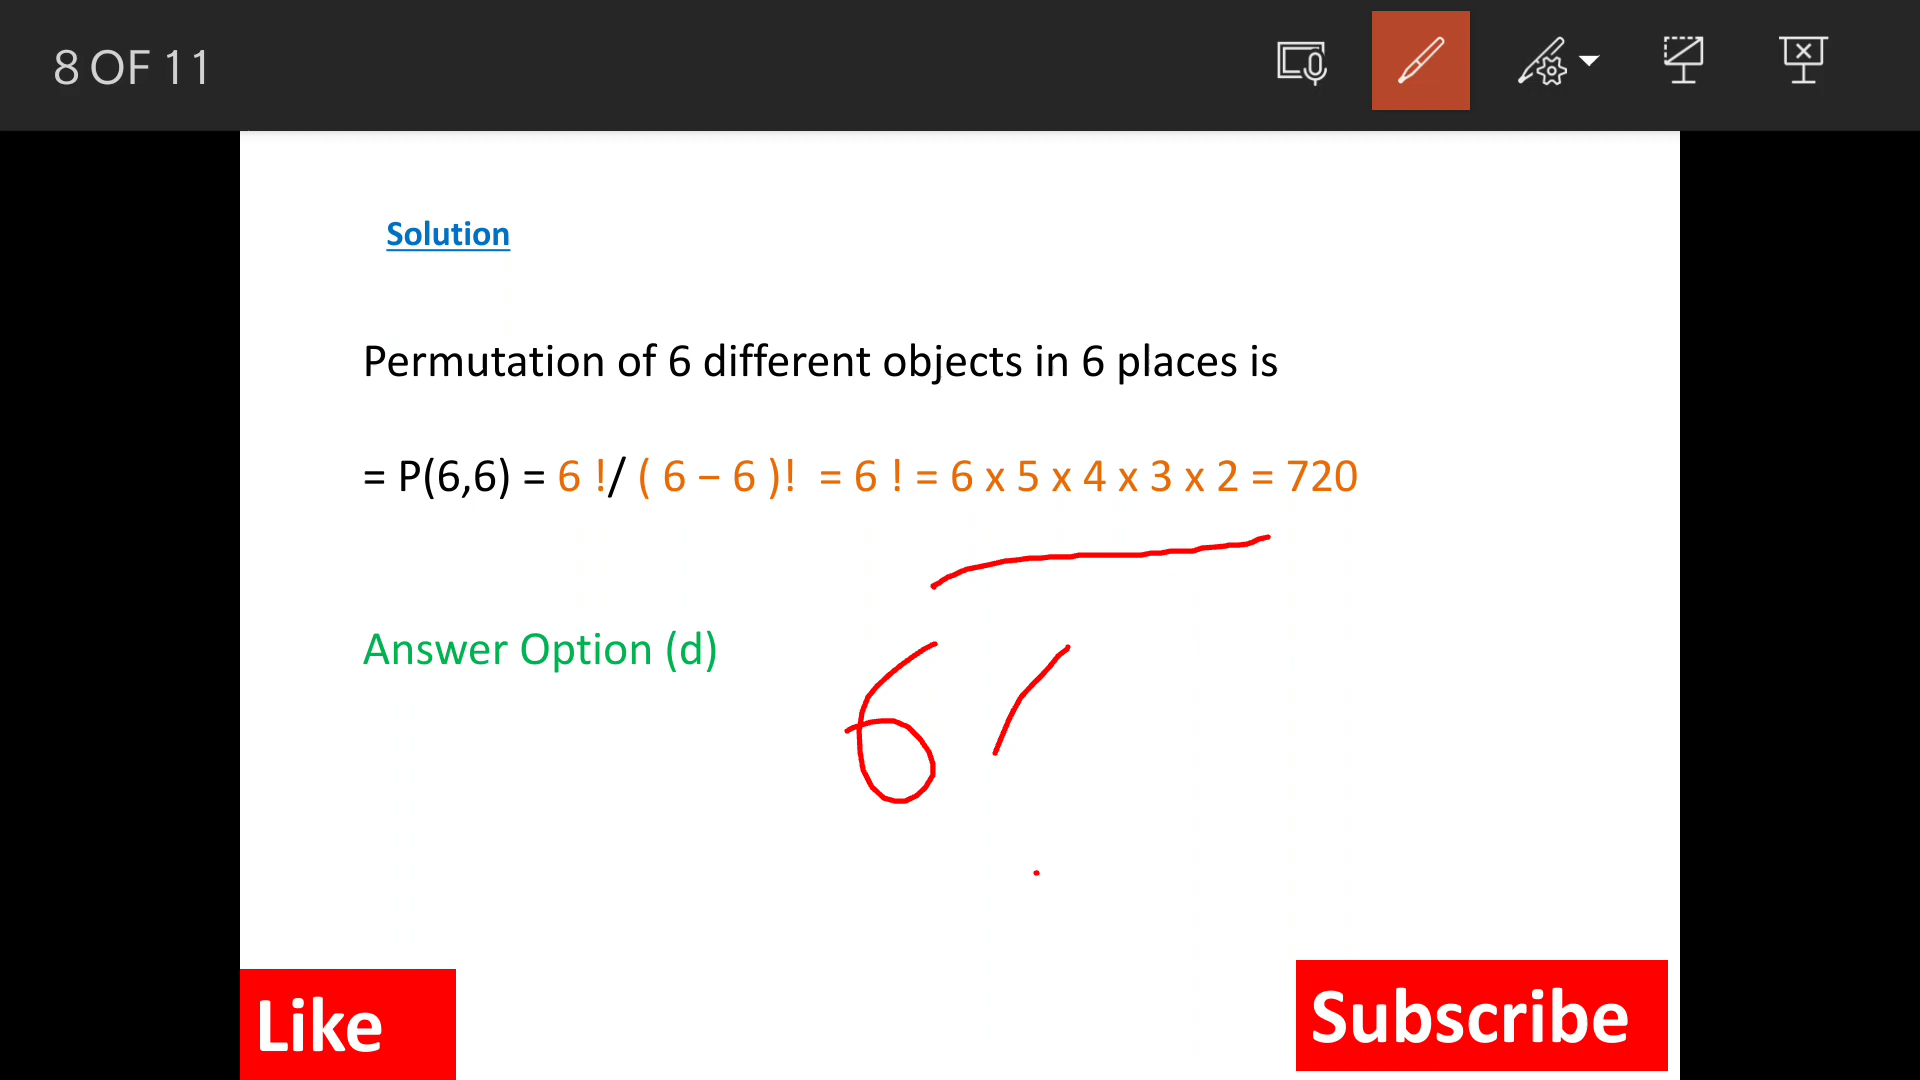 8 OF 11
Solution
Permutation of 6 different objects in 6 places is
= P(6,6) = 6 !/ ( 6 – 6 )!  = 6 ! = 6 x 5 x 4 x 3 x 2 = 720
Answer Option (d)
6
Like
Subscribe